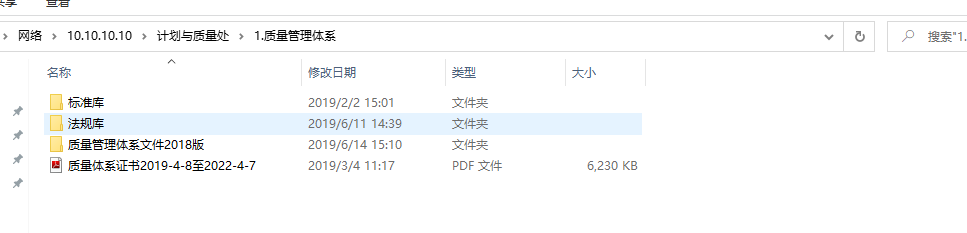 查看
网络 10.10.10.10 计划与质量处 1.质量管理体系 搜索"1.
名称 修改日期 类型 大小
标准库 2019/2/2 15:01 文件夹
法规库 2019/6/11 14:39 文件夹
质量管理体系文件2018版 2019/6/14 15:10 文件夹
质量体系证书2019-4-8至2022-4-7 2019/3/4 11:17 PDF 文件 6,230 KB